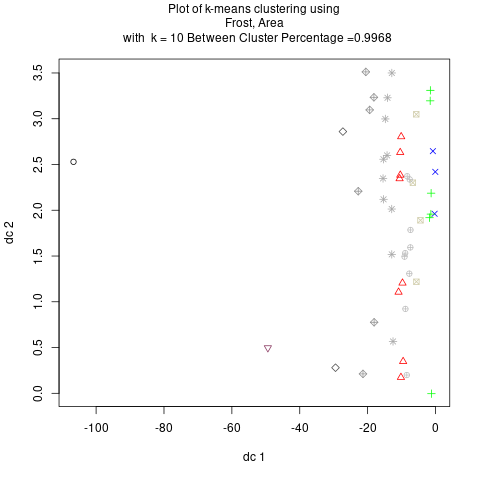 Plot of k-means clustering using
Frost, Area
with  k = 10 Between Cluster Percentage =0.9968
3.5
3.0
2.5
2.0
1.5
1.0
0.5
0.0
dc 2
-100
-80
-60
-40
-20
0
dc 1